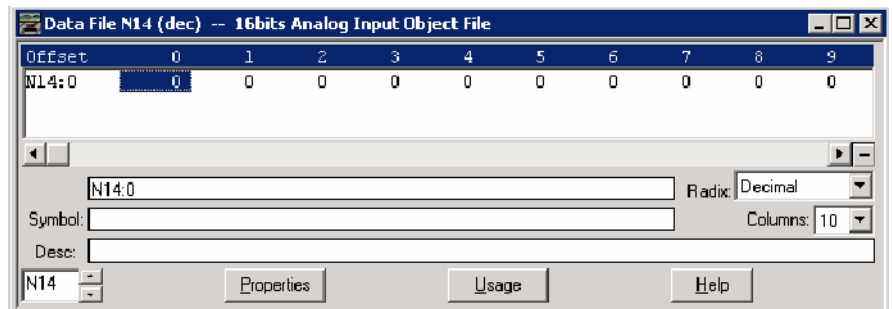 Data File N14 (dec) -- 16bits Analog Input Object File
Offset 0 1 2 3 4 5 6 7 8 9
N14:0 0 0 0 0 0 0 0 0 0 0
N14:0 Radix: Decimal
Symbol: Columns: 10
Desc:
N14 Properties Usage Help